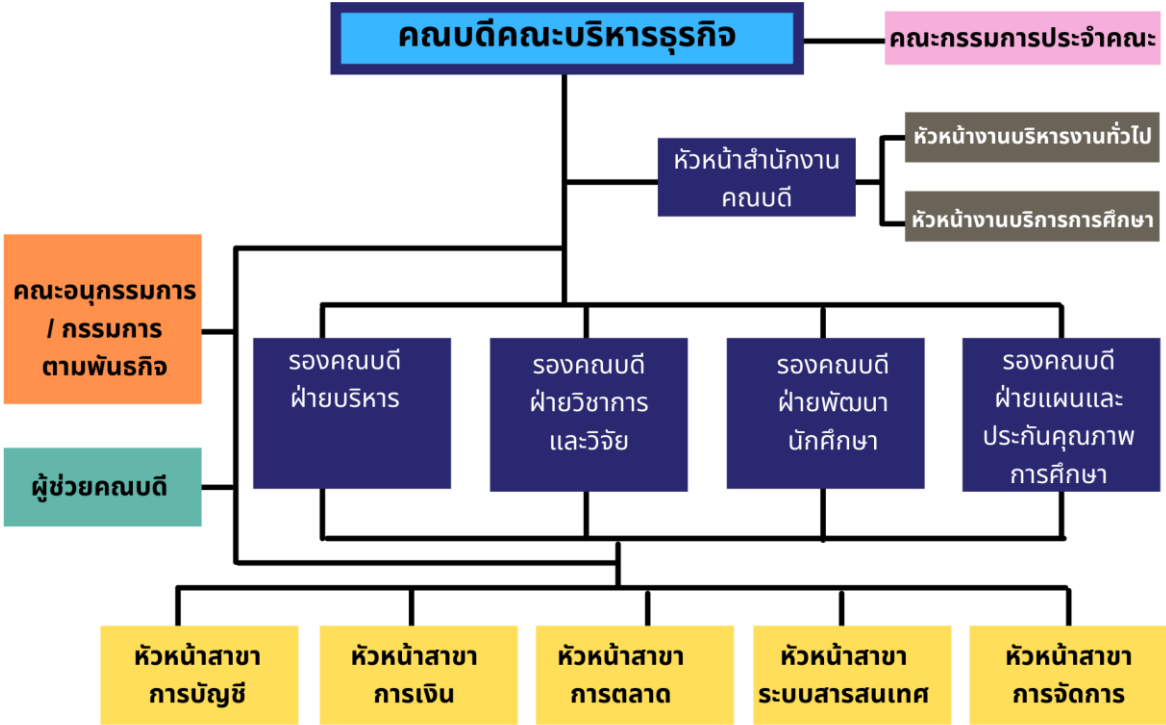 คณบดีคณะบริหารธุรกิจ
คณะกรรมการประจำคณะ
หัวหน้าสำนักงาน
คณบดี
หัวหน้างานบริหารงานทั่วไป
หัวหน้างานบริการการศึกษา
คณะอนุกรรมการ
/ กรรมการ
ตามพันธกิจ
ผู้ช่วยคณบดี
รองคณบดี
ฝ่ายบริหาร
รองคณบดี
ฝ่ายวิชาการ
และวิจัย
รองคณบดี
ฝ่ายพัฒนา
นักศึกษา
รองคณบดี
ฝ่ายแผนและ
ประกันคุณภาพ
การศึกษา
หัวหน้าสาขา
การบัญชี
หัวหน้าสาขา
การเงิน
หัวหน้าสาขา
การตลาด
หัวหน้าสาขา
ระบบสารสนเทศ
หัวหน้าสาขา
การจัดการ